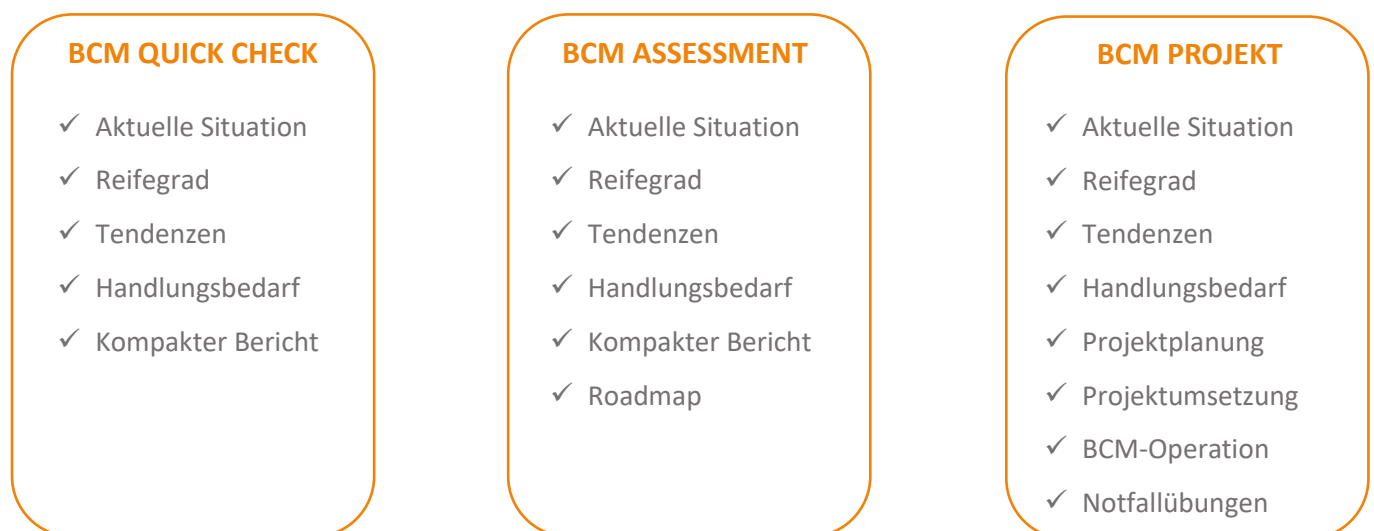 BCM QUICK CHECK
✓ Aktuelle Situation
✓ Reifegrad
✓ Tendenzen
✓ Handlungsbedarf
✓ Kompakter Bericht
BCM ASSESSMENT
✓ Aktuelle Situation
✓ Reifegrad
✓ Tendenzen
✓ Handlungsbedarf
✓ Kompakter Bericht
✓ Roadmap
BCM PROJEKT
✓ Aktuelle Situation
✓ Reifegrad
✓ Tendenzen
✓ Handlungsbedarf
✓ Projektplanung
✓ Projektumsetzung
✓ BCM-Operation
✓ Notfallübungen